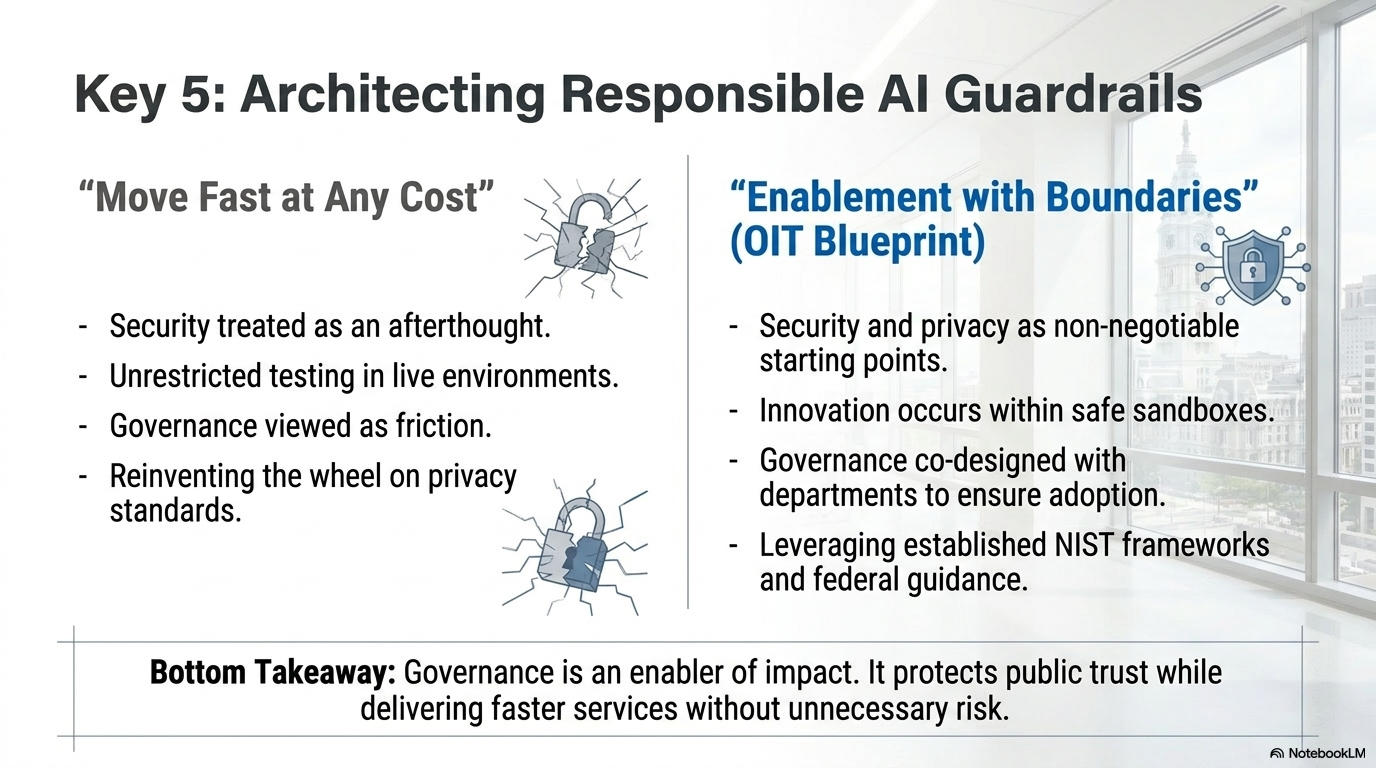 Key 5: Architecting Responsible AI Guardrails
“Move Fast at Any Cost”
- Security treated as an afterthought.
- Unrestricted testing in live environments.
- Governance viewed as friction.
- Reinventing the wheel on privacy
standards.
“Enablement with Boundaries”
(OIT Blueprint)
- Security and privacy as non-negotiable
starting points.
- Innovation occurs within safe sandboxes.
- Governance co-designed with
departments to ensure adoption.
- Leveraging established NIST frameworks
and federal guidance.
Bottom Takeaway: Governance is an enabler of impact. It protects public trust while
delivering faster services without unnecessary risk.
NotebookLM